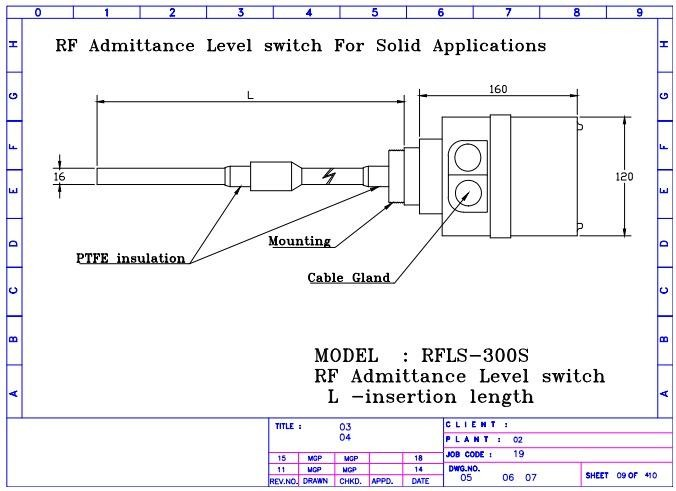 0 1 2 3 4 5 6 7 8 9
H H
RF Admittance Level switch For Solid Applications
G G
L 160
F F
16 120
E E
D D
Mounting
PTFE insulation
Cable Gland
C C
B B
MODEL : RFLS-300S
RF Admittance Level switch
A A
L -insertion length
TITLE : 03
04
CLIENT :
PLANT : 02
JOB CODE : 19
15 MGP MGP 18
11 MGP MGP 14
REV.NO. DRAWN CHKD. APPD. DATE
DWG.NO.
05 06 07
SHEET 09 OF 410